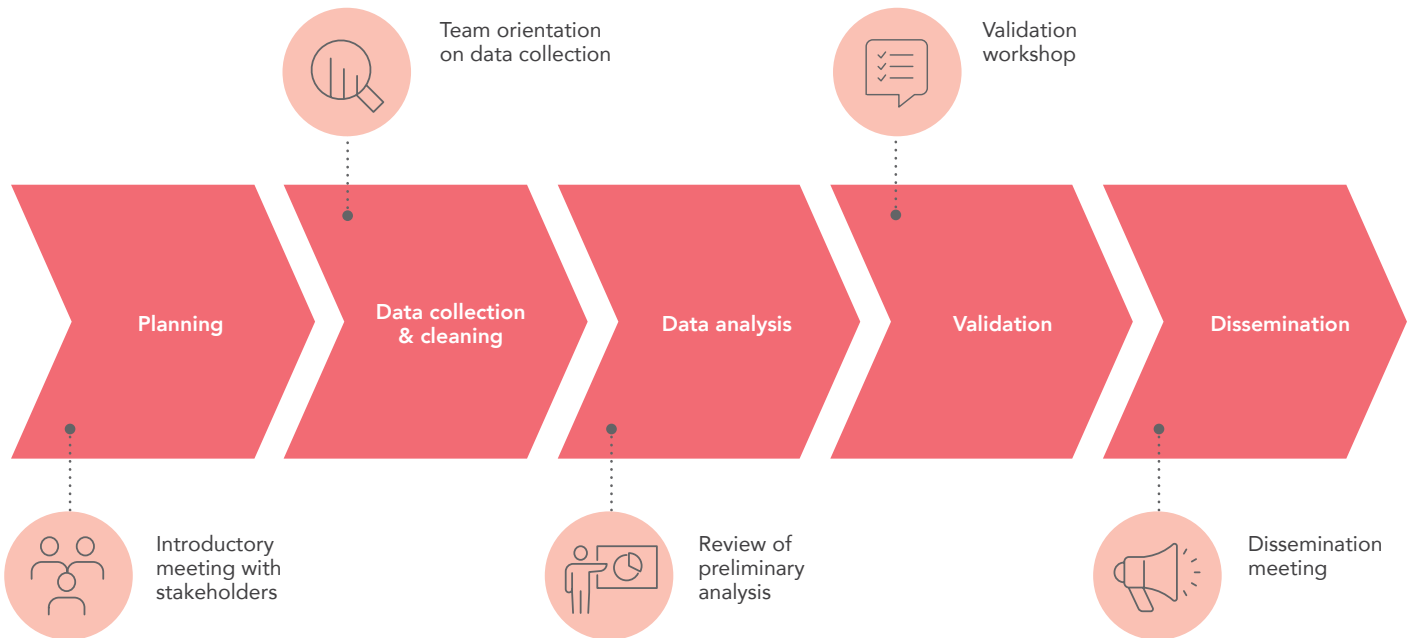 Team orientation
on data collection
Validation
workshop
Planning
Data collection
& cleaning
Data analysis
Validation
Dissemination
Introductory
meeting with
stakeholders
Review of
preliminary
analysis
Dissemination
meeting